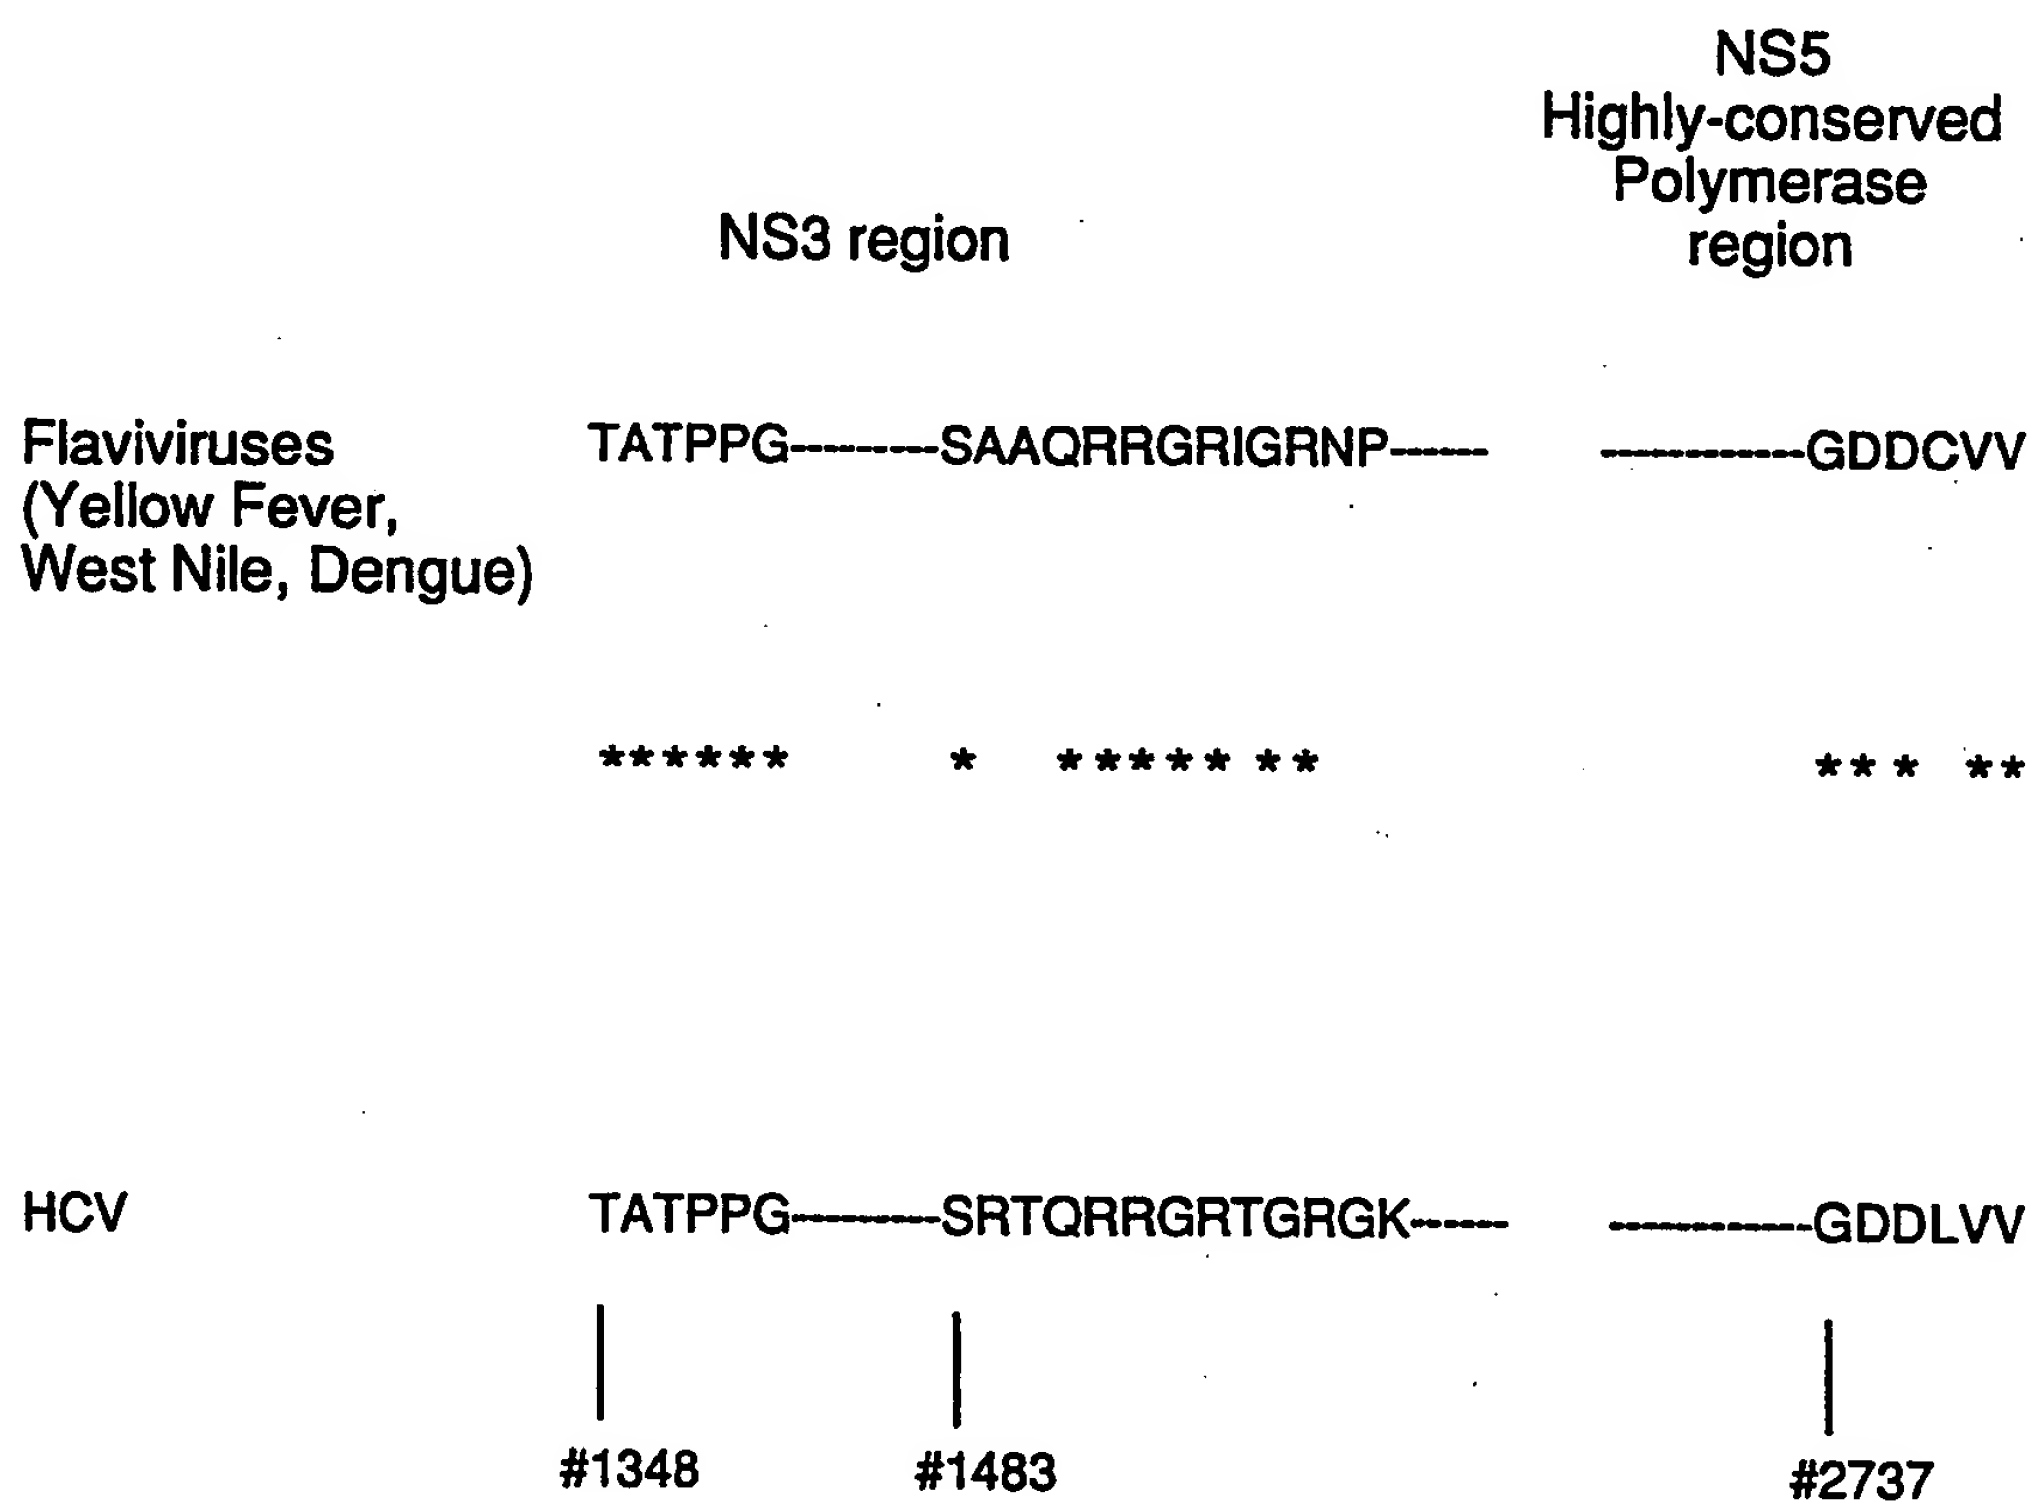 NS5
Highly-conserved
Polymerase
region
NS3 region
Flaviviruses
(Yellow Fever,
West Nile, Dengue)
TATPPG---------SAAQRRGRIGRNP------ ------------GDDCVV
****** * ***** ** *** **
HCV TATPPG---------SRTQRRGRTGRGK------ ------------GDDLVV
#1348 #1483 #2737